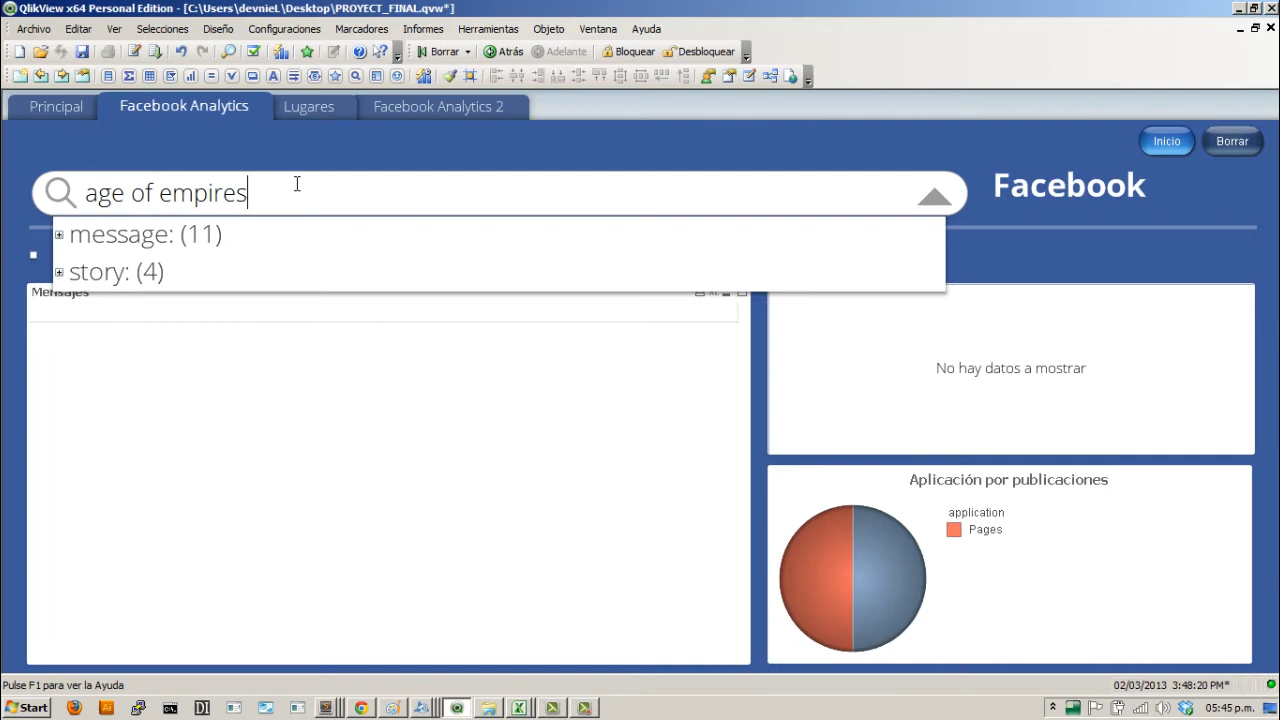 QlikView x64 Personal Edition - [C:\Users\devnieL\Desktop\PROYECT_FINAL.qvw*]
Archivo Editar Ver Selecciones Diseño Configuraciones Marcadores Informes Herramientas Objeto Ventana Ayuda
Borrar Atrás Adelante Bloquear Desbloquear
Principal Facebook Analytics Lugares Facebook Analytics 2
Inicio Borrar
age of empires
Facebook
message: (11)
story: (4)
Mensajes
No hay datos a mostrar
Aplicación por publicaciones
application
Pages
Pulse F1 para ver la Ayuda
02/03/2013 3:48:20 PM*
Start
DI
05:45 p.m.